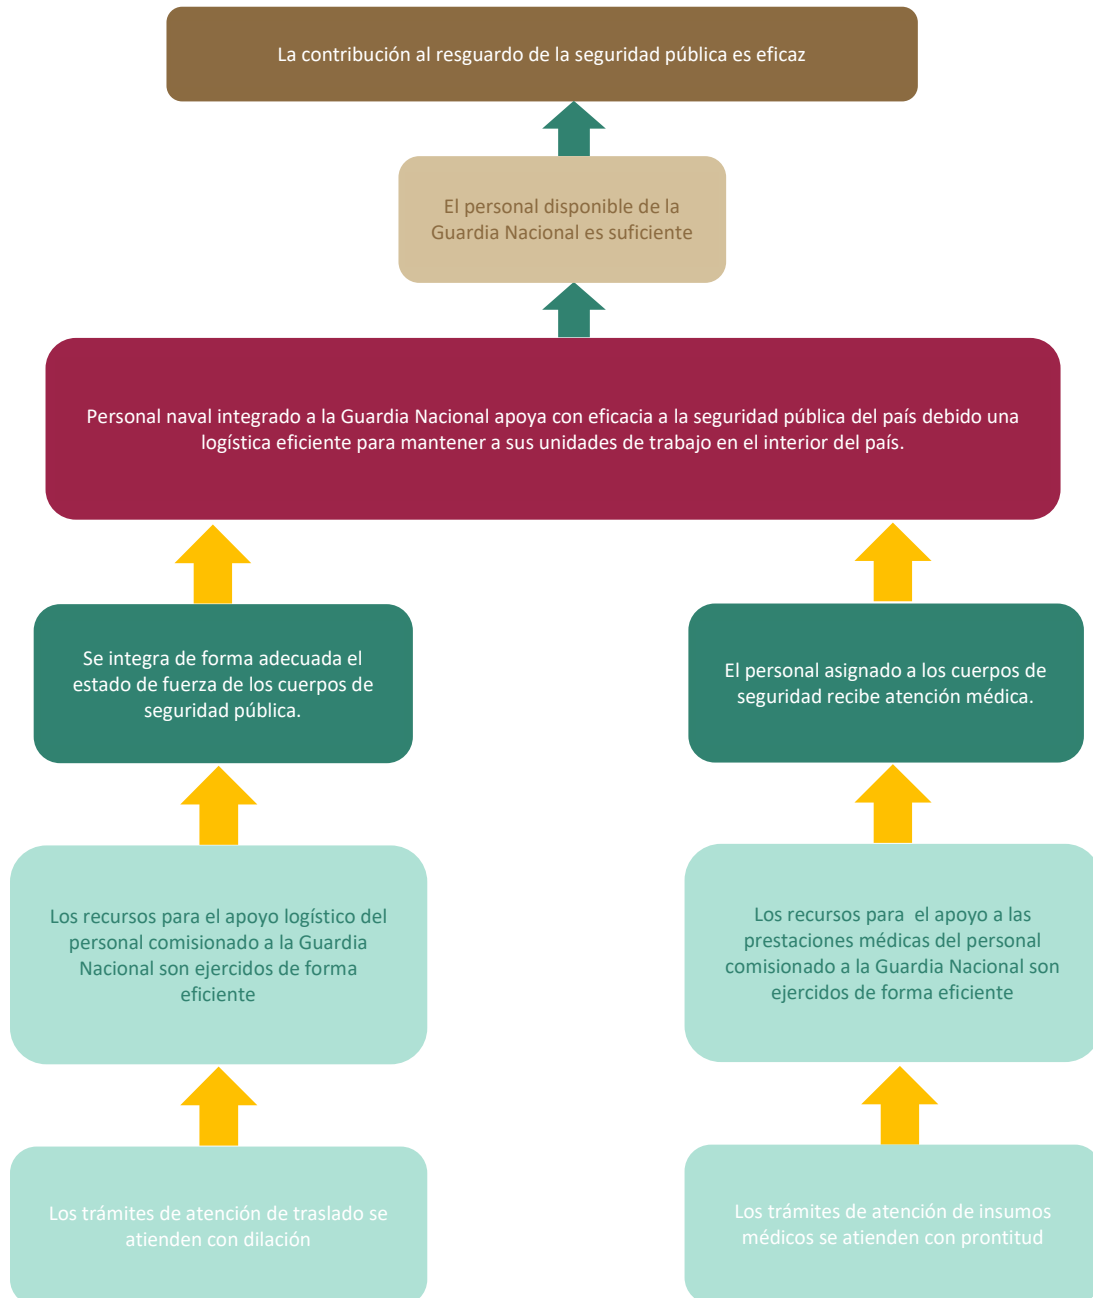 La contribución al resguardo de la seguridad pública es eficaz
El personal disponible de la
Guardia Nacional es suficiente
Personal naval integrado a la Guardia Nacional apoya con eficacia a la seguridad pública del país debido una
logística eficiente para mantener a sus unidades de trabajo en el interior del país.
Se integra de forma adecuada el
estado de fuerza de los cuerpos de
seguridad pública.
El personal asignado a los cuerpos de
seguridad recibe atención médica.
Los recursos para el apoyo logístico del
personal comisionado a la Guardia
Nacional son ejercidos de forma
eficiente
Los recursos para  el apoyo a las
prestaciones médicas del personal
comisionado a la Guardia Nacional son
ejercidos de forma eficiente
Los trámites de atención de traslado se
atienden con dilación
Los trámites de atención de insumos
médicos se atienden con prontitud